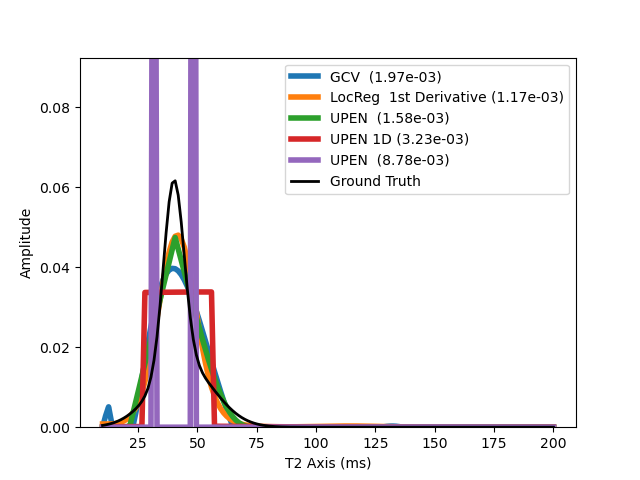 GCV (1.97e-03)
LocReg 1st Derivative (1.17e-03)
UPEN (1.58e-03)
UPEN 1D (3.23e-03)
UPEN (8.78e-03)
Ground Truth
Amplitude
0.08
0.06
0.04
0.02
0.00
25 50 75 100 125 150 175 200
T2 Axis (ms)